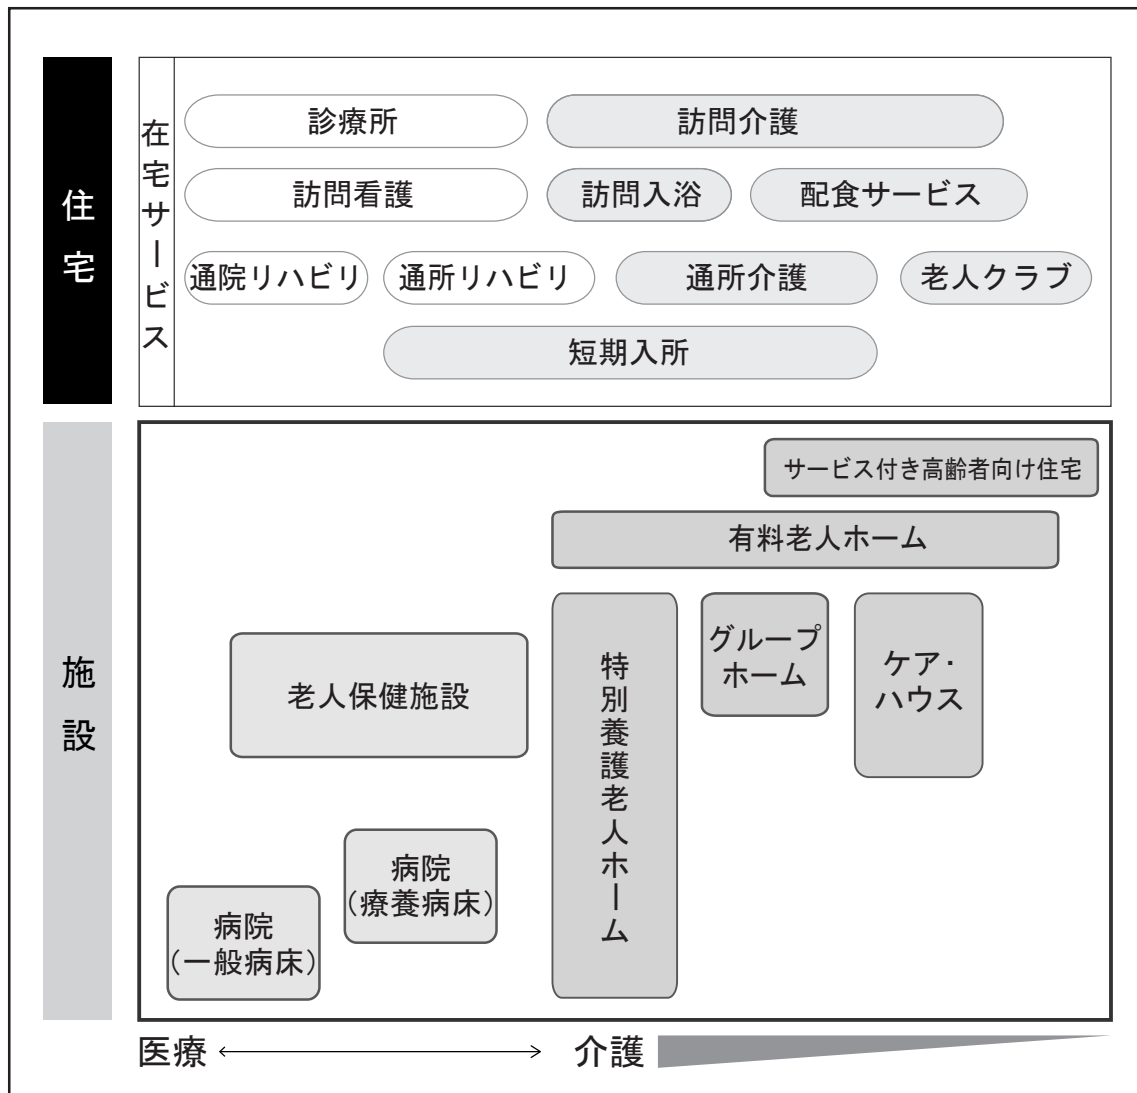 住宅
在宅サービス
診療所
訪問介護
訪問看護
訪問入浴
配食サービス
通院リハビリ
通所リハビリ
通所介護
老人クラブ
短期入所
施設
サービス付き高齢者向け住宅
有料老人ホーム
特別養護老人ホーム
グループ
ホーム
ケア・
ハウス
老人保健施設
病院
(療養病床)
病院
(一般病床)
医療
介護